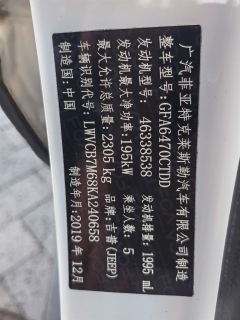 广汽菲亚特克莱斯勒汽车有限公司制造
整车型号：GFA6470CTDD
发动机型号：46338538 发动机排量：1995 mL
发动机最大净功率：195kW 乘坐人数：5
最大允许总质量：2305 kg 品牌：吉普(JEEP)
车辆识别代号：LWVCB7M68KA240658
制造国：中国 制造年月：2019年12月